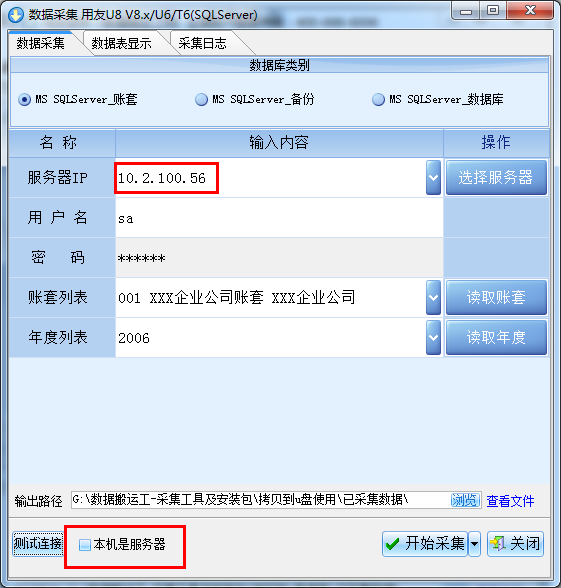 数据采集 用友U8 V8.x/U6/T6(SQLServer)
数据采集 数据表显示 采集日志
数据库类别
MS SQLServer_账套 MS SQLServer_备份 MS SQLServer_数据库
名 称 输入内容 操作
服务器IP 10.2.100.56 选择服务器
用 户 名 sa
密 码 ******
账套列表 001 XXX企业公司账套 XXX企业公司 读取账套
年度列表 2006 读取年度
输出路径 G:\数据搬运工-采集工具及安装包\拷贝到u盘使用\已采集数据\ 浏览 查看文件
测试连接 本机是服务器 开始采集 关闭